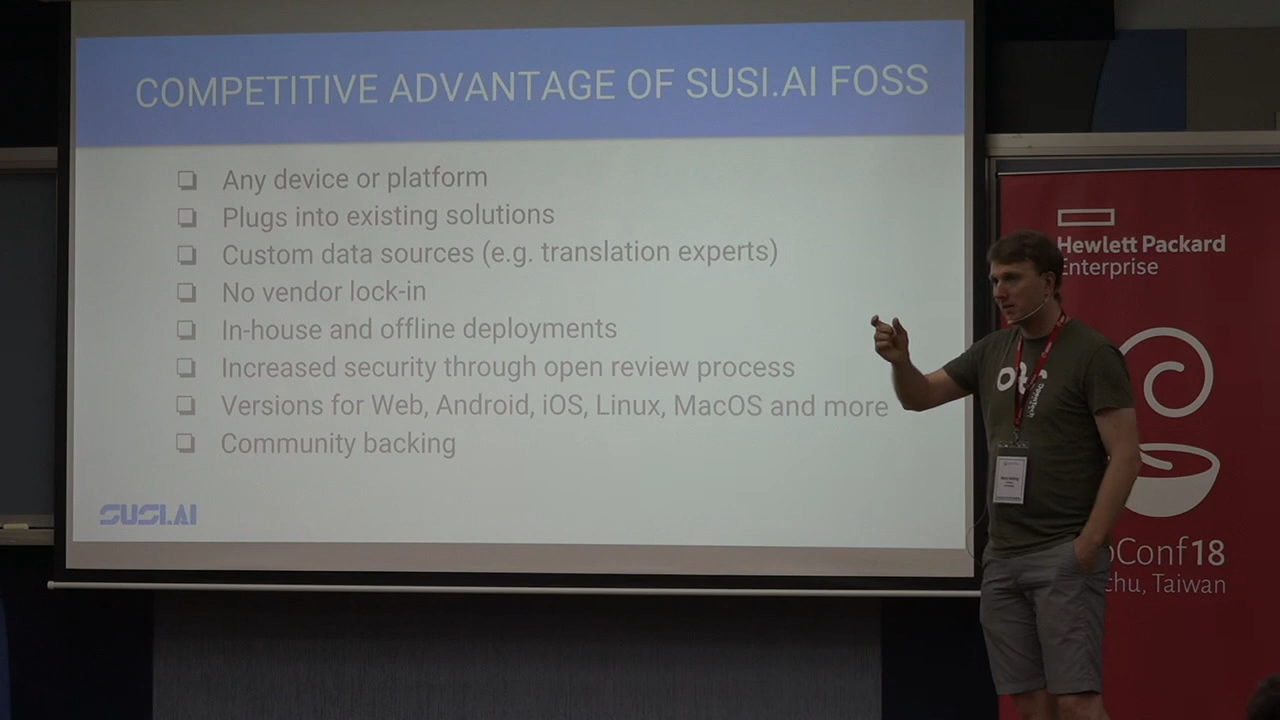 COMPETITIVE ADVANTAGE OF SUSI.AI FOSS
Any device or platform
Plugs into existing solutions
Custom data sources (e.g. translation experts)
No vendor lock-in
In-house and offline deployments
Increased security through open review process
Versions for Web, Android, iOS, Linux, MacOS and more
Community backing
SUSI.AI
Hewlett Packard
Enterprise
Conf18
, Taiwan